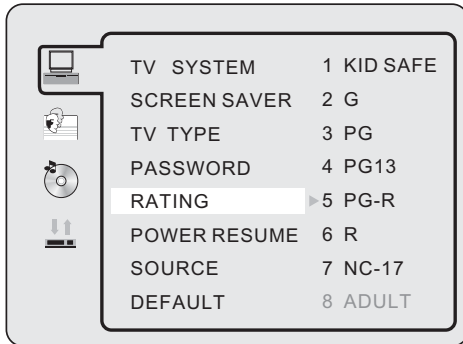 TV SYSTEM 1 KID SAFE
SCREEN SAVER 2 G
TV TYPE 3 PG
PASSWORD 4 PG13
RATING 5 PG-R
POWER RESUME 6 R
SOURCE 7 NC-17
DEFAULT 8 ADULT